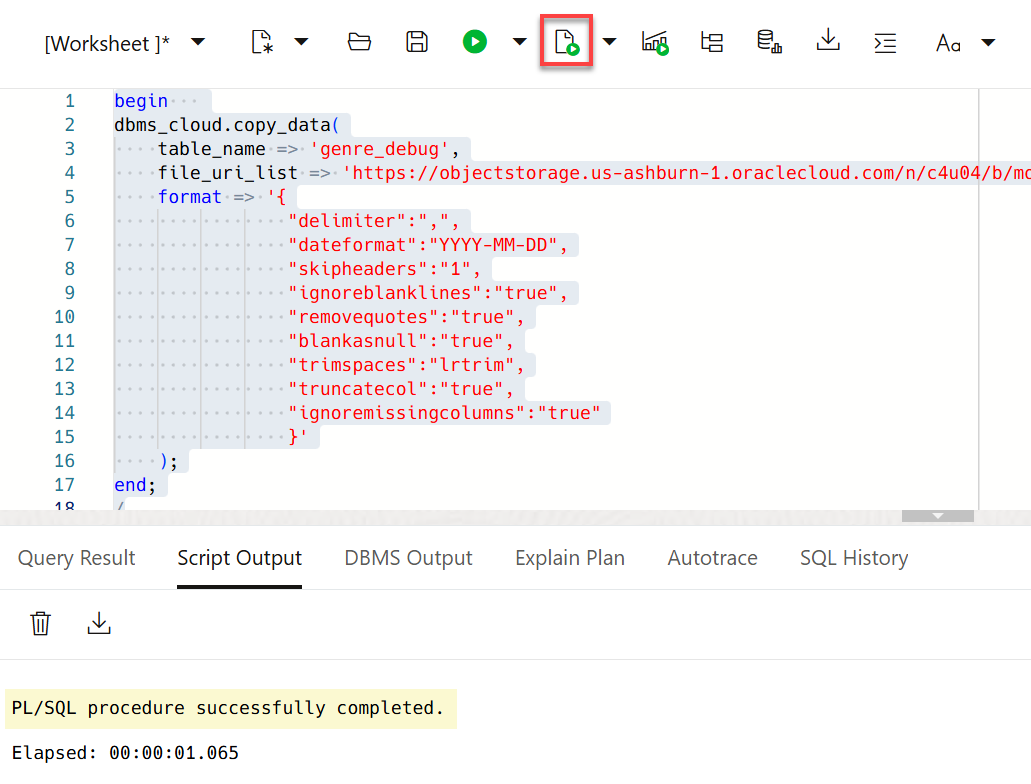 [Worksheet ]*
Aa
1 begin
2 dbms_cloud.copy_data(
3 table_name => 'genre_debug',
4 file_uri_list => 'https://objectstorage.us-ashburn-1.oraclecloud.com/n/c4u04/b/mo
5 format => '{
6 "delimiter":",",
7 "dateformat":"YYYY-MM-DD",
8 "skipheaders":"1",
9 "ignoreblanklines":"true",
10 "removequotes":"true",
11 "blankasnull":"true",
12 "trimspaces":"lrtrim",
13 "truncatecol":"true",
14 "ignoremissingcolumns":"true"
15 }'
16 );
17 end;
18 /
Query Result Script Output DBMS Output Explain Plan Autotrace SQL History
PL/SQL procedure successfully completed.
Elapsed: 00:00:01.065